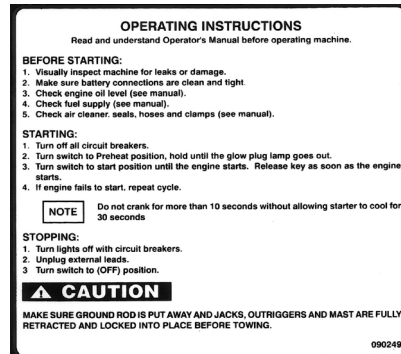 OPERATING INSTRUCTIONS
Read and understand Operator's Manual before operating machine.
BEFORE STARTING:
1. Visually inspect machine for leaks or damage.
2. Make sure battery connections are clean and tight.
3. Check engine oil level (see manual).
4. Check fuel supply (see manual).
5. Check air cleaner. seals, hoses and clamps (see manual).
STARTING:
1. Turn off all circuit breakers.
2. Turn switch to Preheat position, hold until the glow plug lamp goes out.
3. Turn switch to start position until the engine starts. Release key as soon as the engine
starts.
4. If engine fails to start. repeat cycle.
NOTE
Do not crank for more than 10 seconds without allowing starter to cool for
30 seconds
STOPPING:
1. Turn lights off with circuit breakers.
2. Unplug external leads.
3 Turn switch to (OFF) position.
CAUTION
MAKE SURE GROUND ROD IS PUT AWAY AND JACKS, OUTRIGGERS AND MAST ARE FULLY
RETRACTED AND LOCKED INTO PLACE BEFORE TOWING.
090249